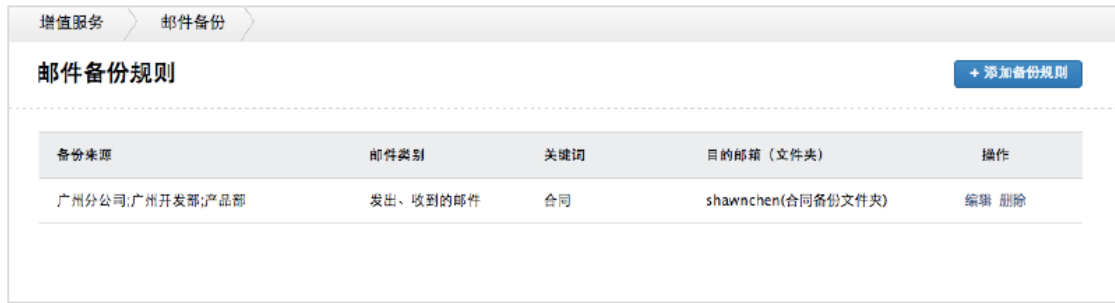 增值服务 邮件备份
邮件备份规则 + 添加备份规则
备份来源 邮件类别 关键词 目的邮箱（文件夹） 操作
广州分公司;广州开发部;产品部 发出、收到的邮件 合同 shawnchen(合同备份文件夹) 编辑 删除